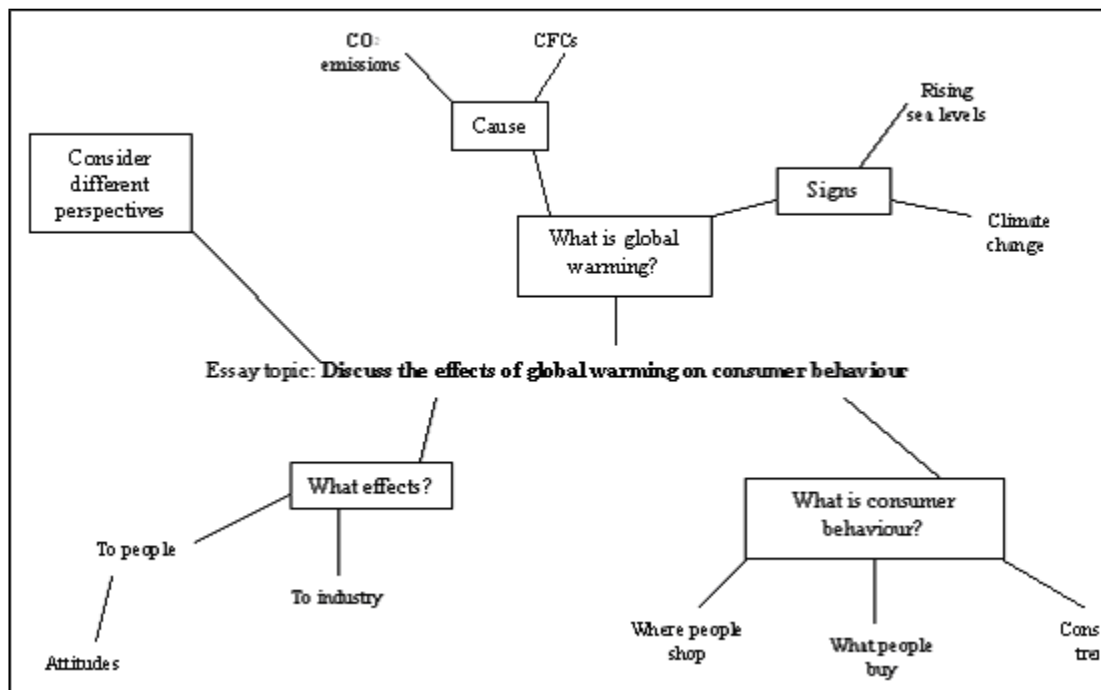 CO₂
emissions
CFCs
Cause
Rising
sea levels
Consider
different
perspectives
Signs
What is global
warming?
Climate
change
Essay topic: Discuss the effects of global warming on consumer behaviour
What effects?
What is consumer
behaviour?
To people
To industry
Attitudes
Where people
shop
What people
buy
Cons
tre